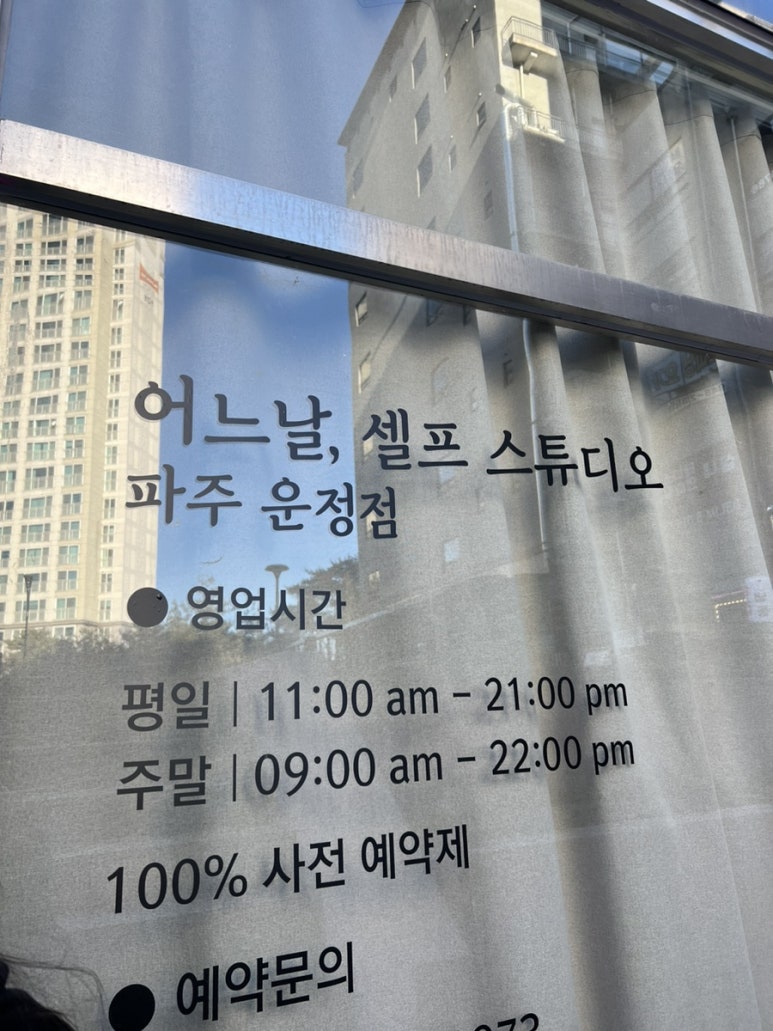 어느날, 셀프 스튜디오
파주 운정점
● 영업시간
평일 | 11:00 am - 21:00 pm
주말 | 09:00 am - 22:00 pm
100% 사전 예약제
● 예약문의